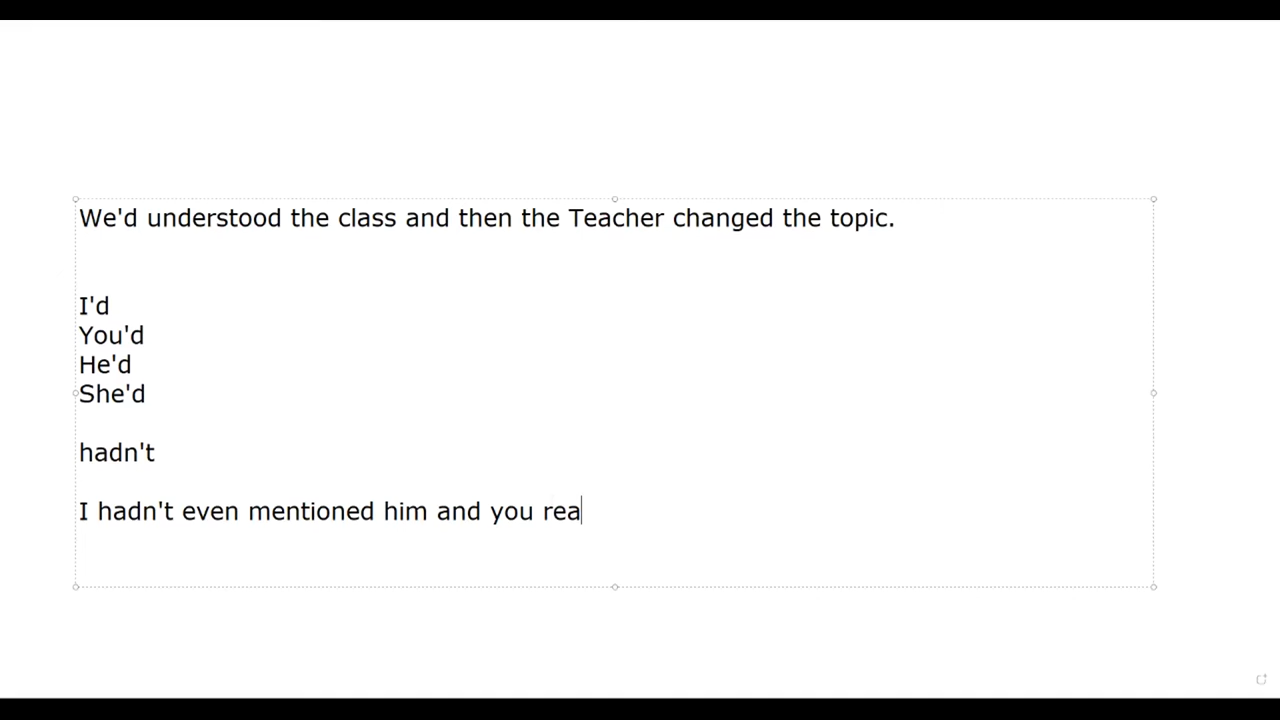 We'd understood the class and then the Teacher changed the topic.
I'd
You'd
He'd
She'd
hadn't
I hadn't even mentioned him and you rea